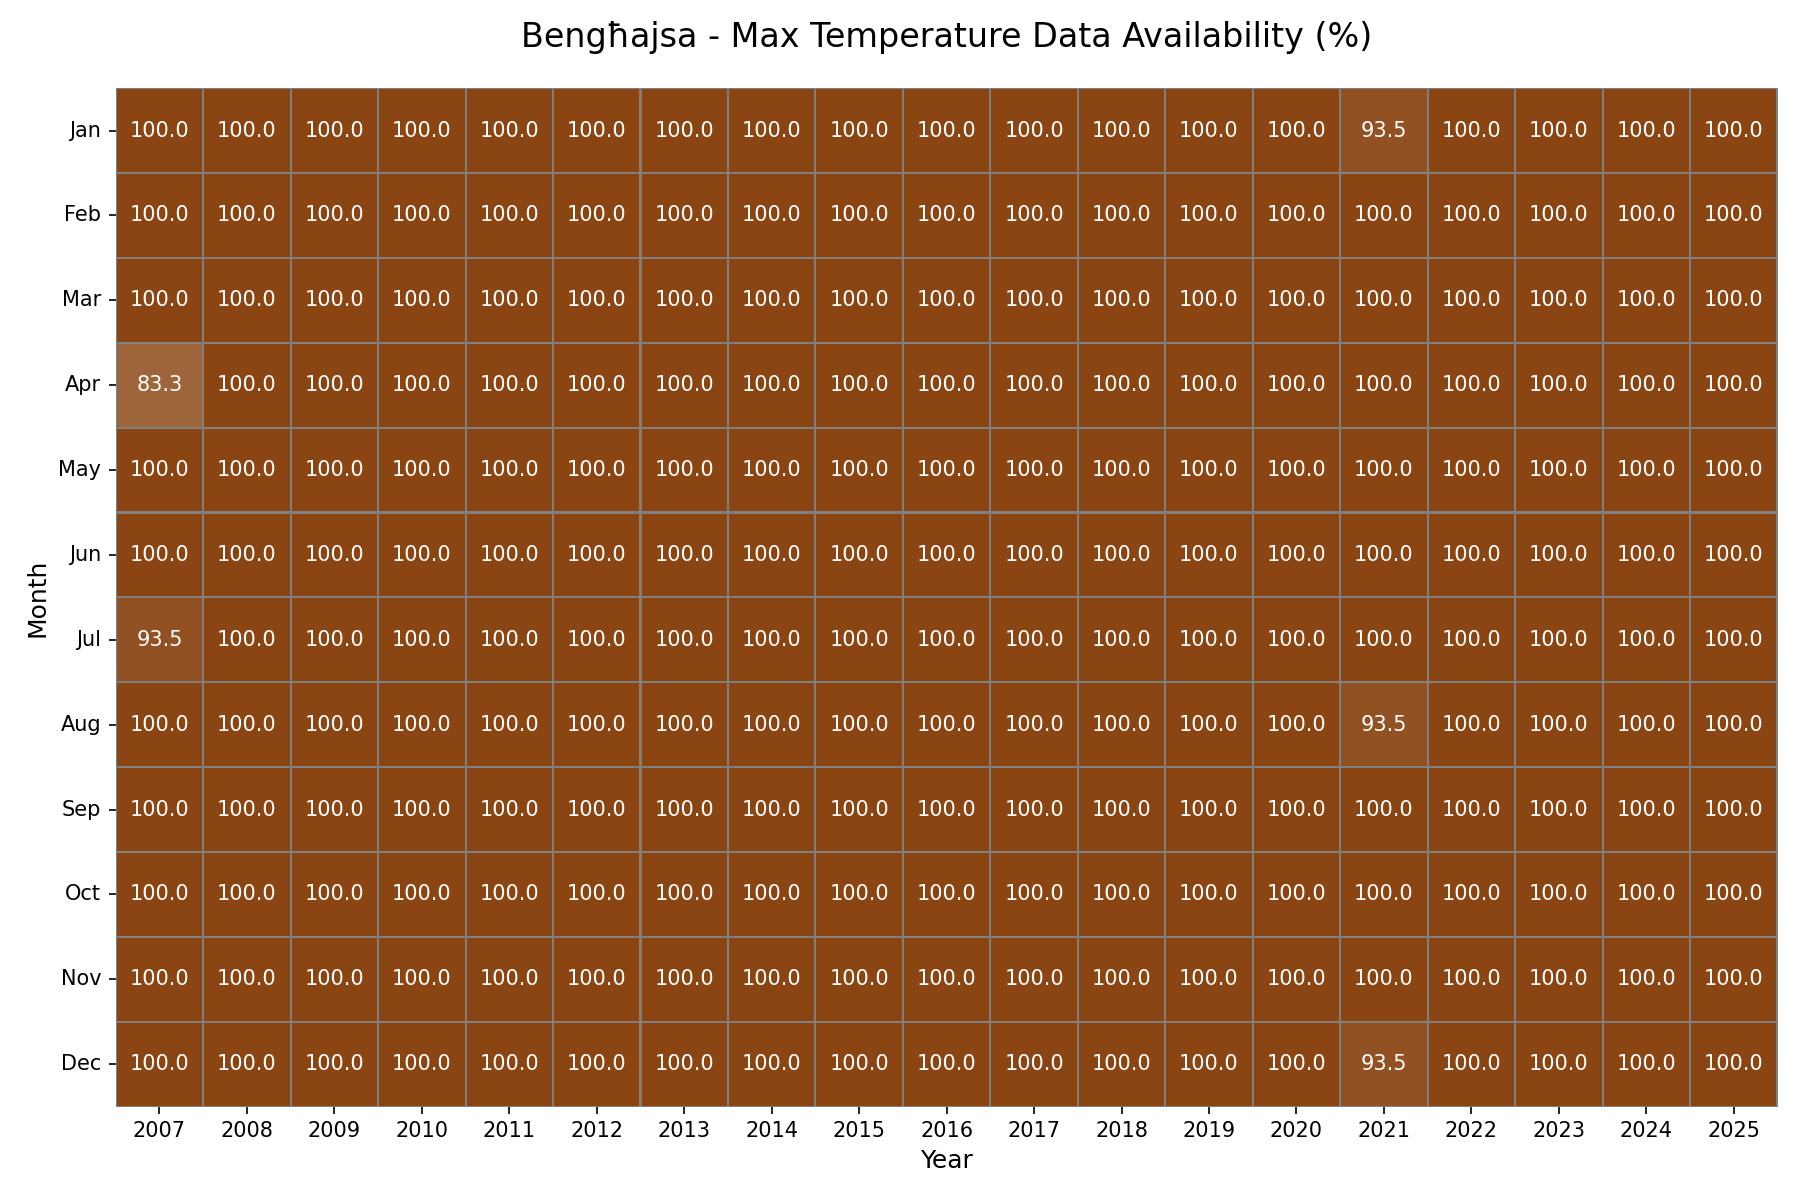 Bengħajsa - Max Temperature Data Availability (%)
Jan 100.0 100.0 100.0 100.0 100.0 100.0 100.0 100.0 100.0 100.0 100.0 100.0 100.0 100.0 93.5 100.0 100.0 100.0 100.0
Feb 100.0 100.0 100.0 100.0 100.0 100.0 100.0 100.0 100.0 100.0 100.0 100.0 100.0 100.0 100.0 100.0 100.0 100.0 100.0
Mar 100.0 100.0 100.0 100.0 100.0 100.0 100.0 100.0 100.0 100.0 100.0 100.0 100.0 100.0 100.0 100.0 100.0 100.0 100.0
Apr 83.3 100.0 100.0 100.0 100.0 100.0 100.0 100.0 100.0 100.0 100.0 100.0 100.0 100.0 100.0 100.0 100.0 100.0 100.0
May 100.0 100.0 100.0 100.0 100.0 100.0 100.0 100.0 100.0 100.0 100.0 100.0 100.0 100.0 100.0 100.0 100.0 100.0 100.0
Jun 100.0 100.0 100.0 100.0 100.0 100.0 100.0 100.0 100.0 100.0 100.0 100.0 100.0 100.0 100.0 100.0 100.0 100.0 100.0
Month
Jul 93.5 100.0 100.0 100.0 100.0 100.0 100.0 100.0 100.0 100.0 100.0 100.0 100.0 100.0 100.0 100.0 100.0 100.0 100.0
Aug 100.0 100.0 100.0 100.0 100.0 100.0 100.0 100.0 100.0 100.0 100.0 100.0 100.0 100.0 93.5 100.0 100.0 100.0 100.0
Sep 100.0 100.0 100.0 100.0 100.0 100.0 100.0 100.0 100.0 100.0 100.0 100.0 100.0 100.0 100.0 100.0 100.0 100.0 100.0
Oct 100.0 100.0 100.0 100.0 100.0 100.0 100.0 100.0 100.0 100.0 100.0 100.0 100.0 100.0 100.0 100.0 100.0 100.0 100.0
Nov 100.0 100.0 100.0 100.0 100.0 100.0 100.0 100.0 100.0 100.0 100.0 100.0 100.0 100.0 100.0 100.0 100.0 100.0 100.0
Dec 100.0 100.0 100.0 100.0 100.0 100.0 100.0 100.0 100.0 100.0 100.0 100.0 100.0 100.0 93.5 100.0 100.0 100.0 100.0
2007 2008 2009 2010 2011 2012 2013 2014 2015 2016 2017 2018 2019 2020 2021 2022 2023 2024 2025
Year